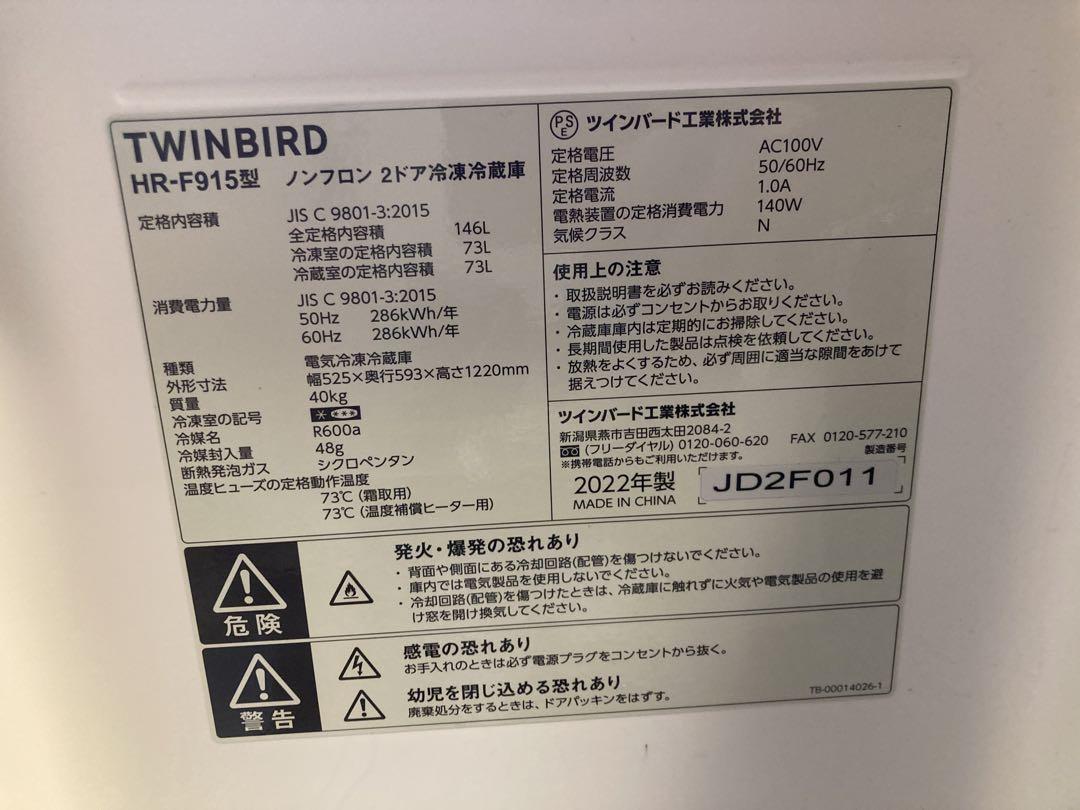 TWINBIRD
HR-F915型 ノンフロン 2ドア冷凍冷蔵庫
定格内容積 JIS C 9801-3:2015
全定格内容積 146L
冷凍室の定格内容積 73L
冷蔵室の定格内容積 73L
消費電力量 JIS C 9801-3:2015
50Hz 286kWh/年
60Hz 286kWh/年
種類 電気冷凍冷蔵庫
外形寸法 幅525×奥行593×高さ1220mm
質量 40kg
冷凍室の記号
冷媒名 R600a
冷媒封入量 48g
断熱発泡ガス シクロペンタン
温度ヒューズの定格動作温度
73℃（霜取用）
73℃（温度補償ヒーター用）
PSE ツインバード工業株式会社
定格電圧 AC100V
定格周波数 50/60Hz
定格電流 1.0A
電熱装置の定格消費電力 140W
気候クラス N
使用上の注意
・取扱説明書を必ずお読みください。
・電源は必ずコンセントからお取りください。
・冷蔵庫庫内は定期的にお掃除してください。
・長期間使用した製品は点検を依頼してください。
・放熱をよくするため、必ず周囲に適当な隙間をあけて
据えつけてください。
ツインバード工業株式会社
新潟県燕市吉田西太田2084-2
（フリーダイヤル）0120-060-620 FAX 0120-577-210
※携帯電話からもご利用いただけます。
製造番号
2022年製 JD2F011
MADE IN CHINA
危険
発火・爆発の恐れあり
・背面や側面にある冷却回路(配管)を傷つけないでください。
・庫内では電気製品を使用しないでください。
・冷却回路(配管)を傷つけたときは、冷蔵庫に触れずに火気や電気製品の使用を避
け窓を開け換気してください。
警告
感電の恐れあり
お手入れのときは必ず電源プラグをコンセントから抜く。
幼児を閉じ込める恐れあり
廃棄処分をするときは、ドアパッキンをはずす。
TB-00014026-1